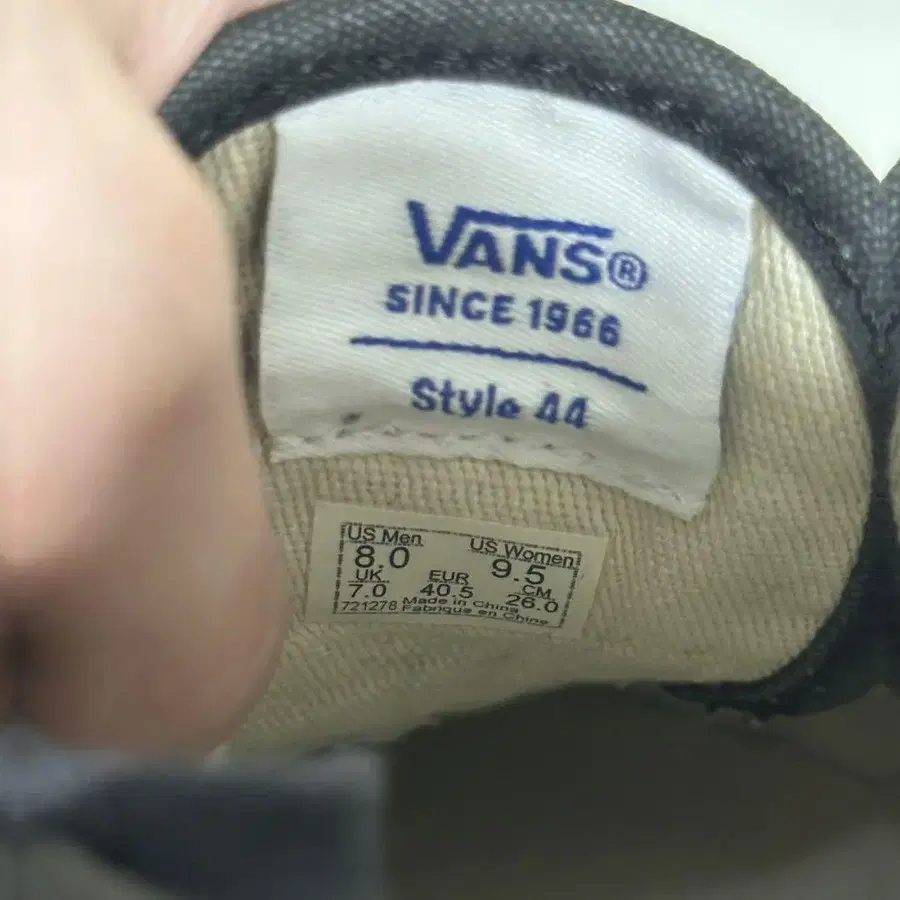 VANS®
SINCE 1966
Style 44
US Men US Women
8.0 9.5
UK EUR CM
7.0 40.5 26.0
721278 Made in China
Fabriqué en Chine